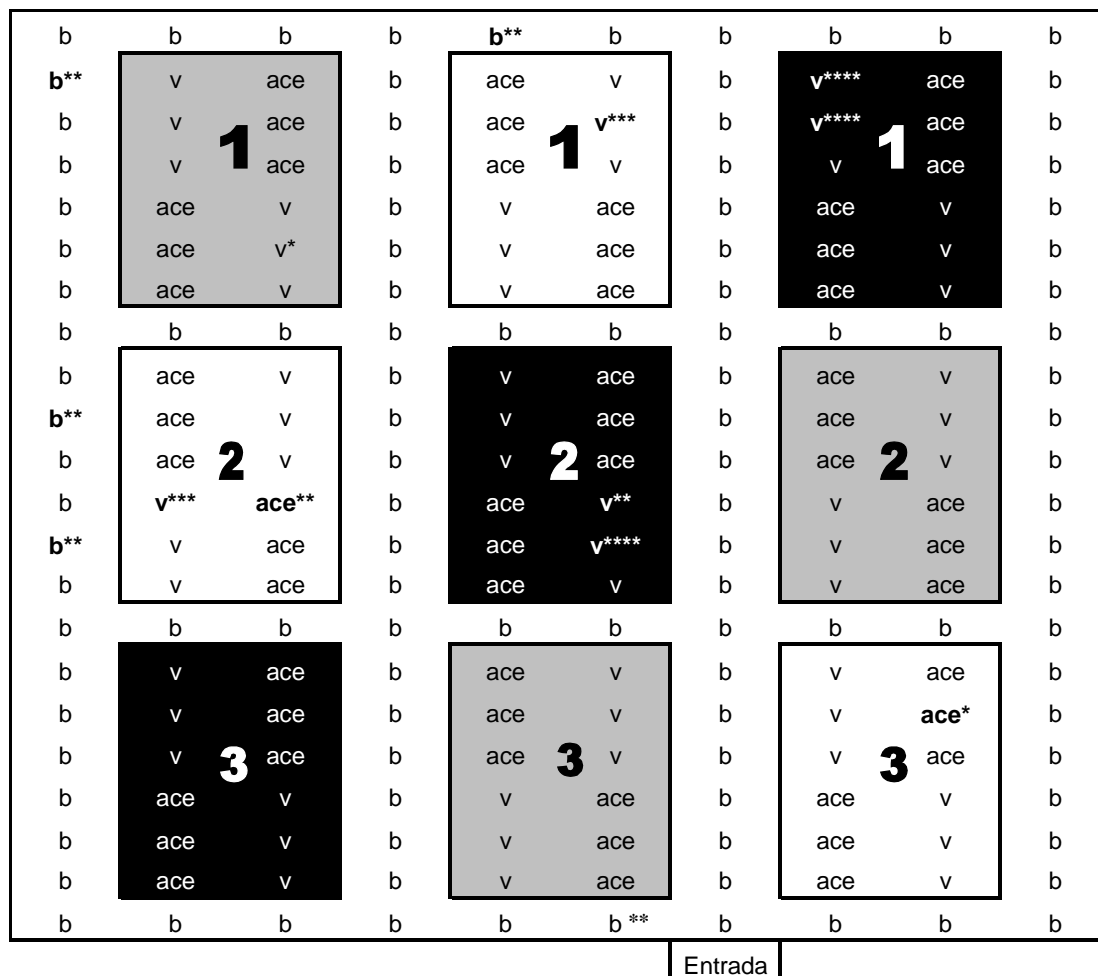 b b b b b** b b b b b
b** v ace b ace v b v**** ace b
b v ace b ace v*** b v**** ace b
1 1 1
b v ace b ace v b v ace b
b ace v b v ace b ace v b
b ace v* b v ace b ace v b
b ace v b v ace b ace v b
b b b b b b b b b b
b ace v b v ace b ace v b
b** ace v b v ace b ace v b
b ace 2 v b v 2 ace b ace 2 v b
b v*** ace** b ace v** b v ace b
b** v ace b ace v**** b v ace b
b v ace b ace v b v ace b
b b b b b b b b b b
b v ace b ace v b v ace b
b v ace b ace v b v ace* b
b v 3 ace b ace 3 v b v 3 ace b
b ace v b v ace b ace v b
b ace v b v ace b ace v b
b ace v b v ace b ace v b
b b b b b b ** b b b b
Entrada